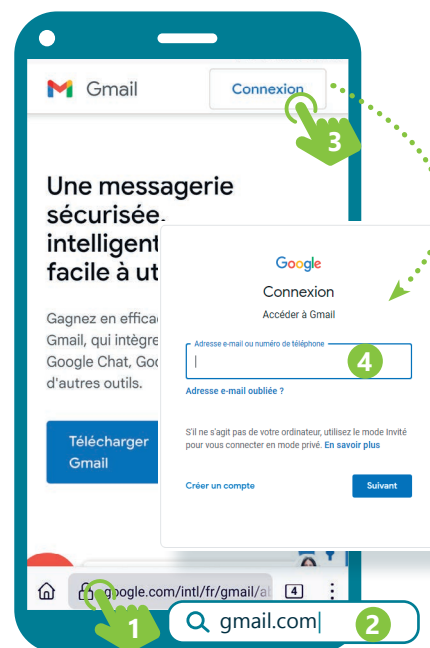 Gmail
Connexion
3
Une messagerie
sécurisée
intelligent
facile à ut
Gagnez en effica
Gmail, qui intègre
Google Chat, Goo
d'autres outils.
Télécharger
Gmail
Google
Connexion
Accéder à Gmail
Adresse e-mail ou numéro de téléphone
4
Adresse e-mail oubliée ?
S'il ne s'agit pas de votre ordinateur, utilisez le mode Invité
pour vous connecter en mode privé. En savoir plus
Créer un compte
Suivant
google.com/intl/fr/gmail/a
4
1
gmail.com
2